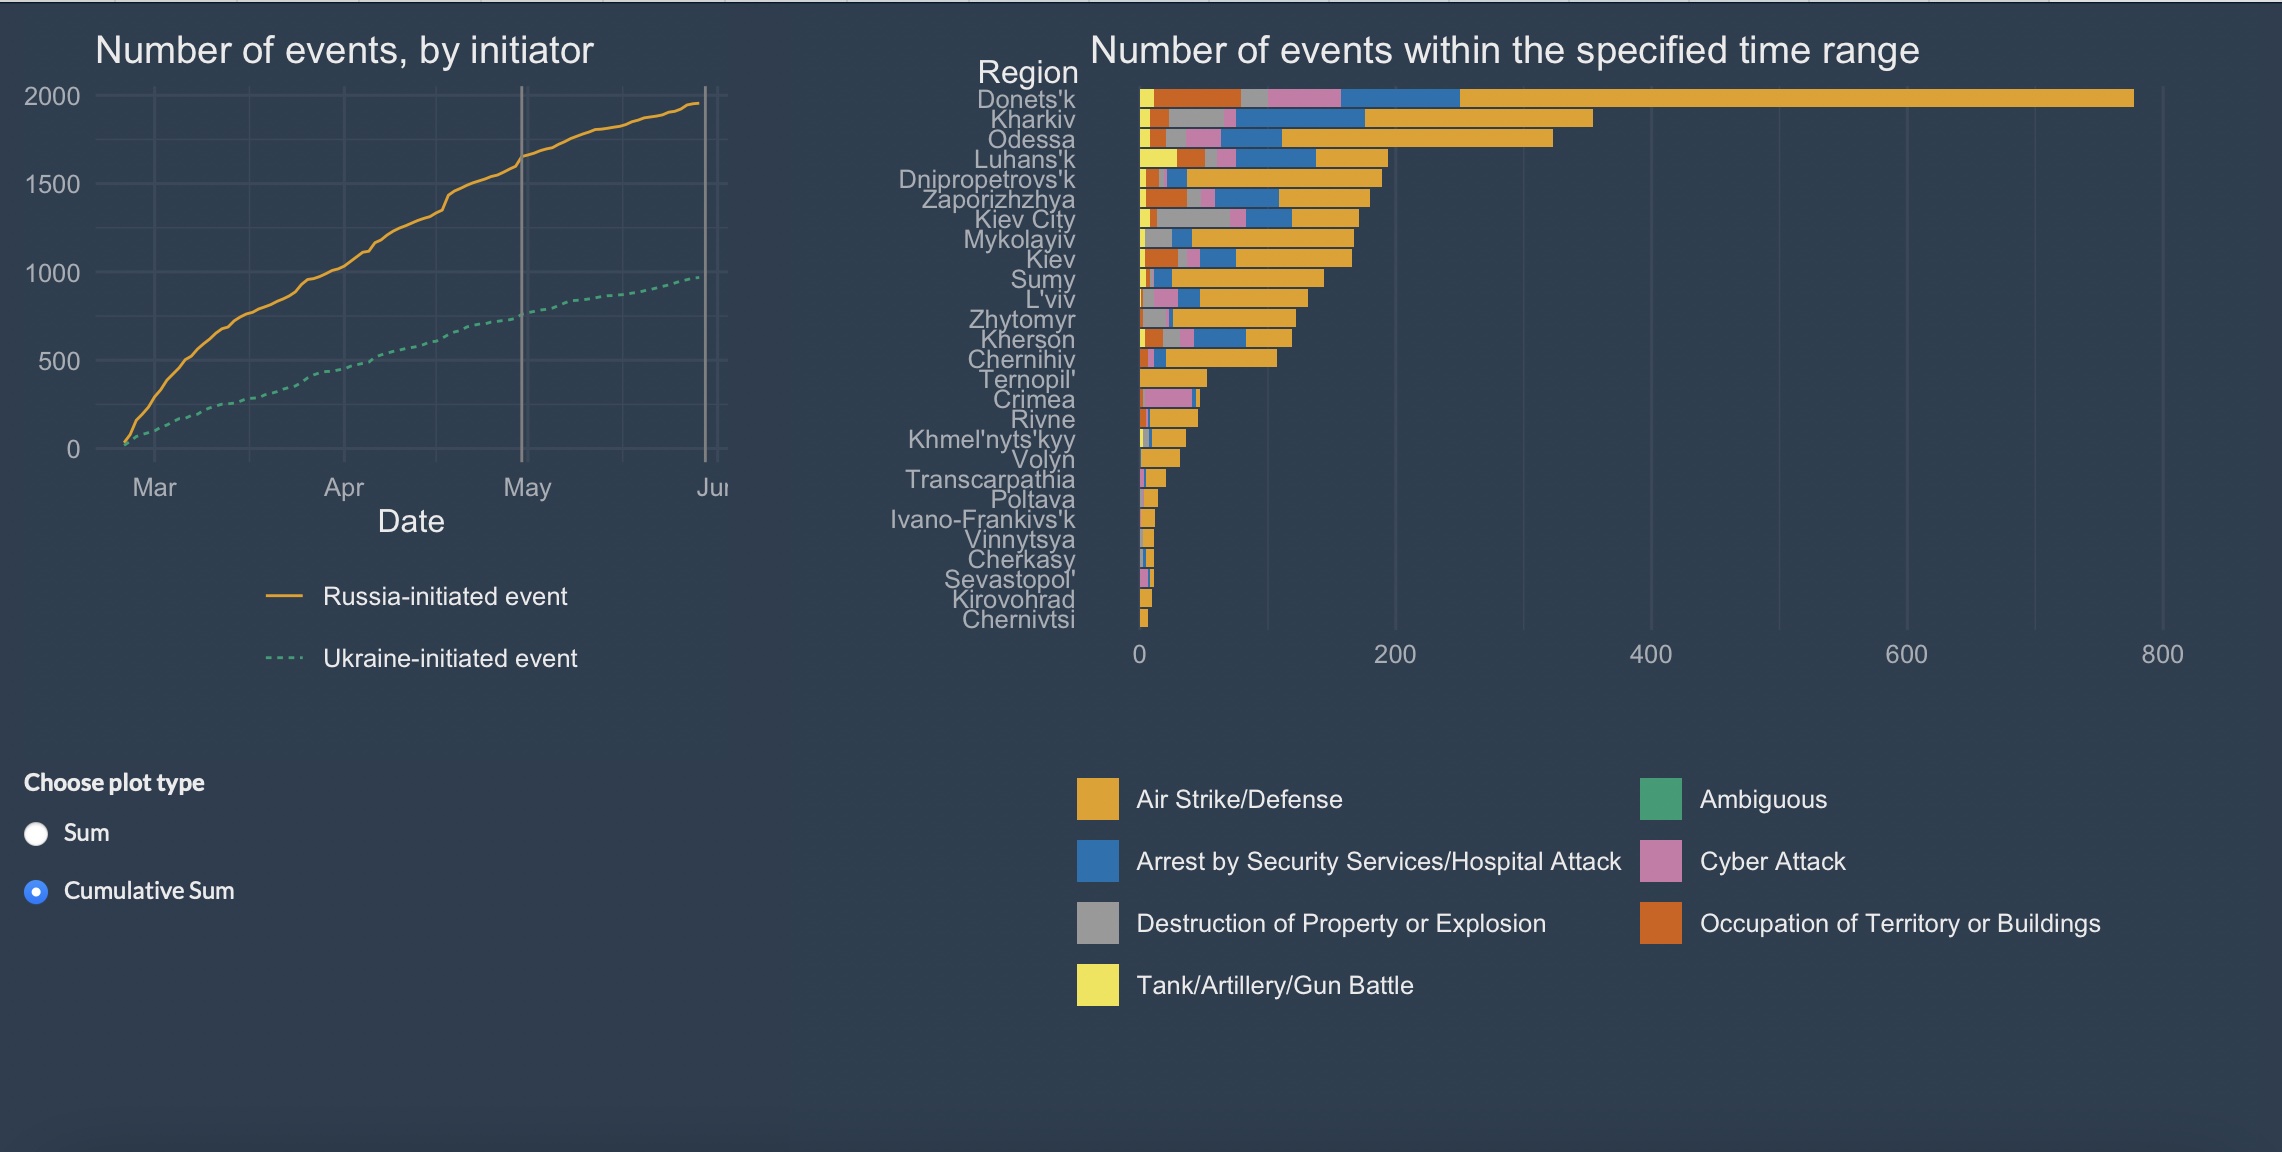 Number of events, by initiator
2000
1500
1000
500
0
Mar Apr May Jun
Date
Russia-initiated event
Ukraine-initiated event
Choose plot type
Sum
Cumulative Sum
Number of events within the specified time range
Region
Donets'k
Kharkiv
Odessa
Luhans'k
Dnipropetrovs'k
Zaporizhzhya
Kiev City
Mykolayiv
Kiev
Sumy
L'viv
Zhytomyr
Kherson
Chernihiv
Ternopil'
Crimea
Rivne
Khmel'nyts'kyy
Volyn
Transcarpathia
Poltava
Ivano-Frankivs'k
Vinnytsya
Cherkasy
Sevastopol'
Kirovohrad
Chernivtsi
0 200 400 600 800
Air Strike/Defense
Ambiguous
Arrest by Security Services/Hospital Attack
Cyber Attack
Destruction of Property or Explosion
Occupation of Territory or Buildings
Tank/Artillery/Gun Battle